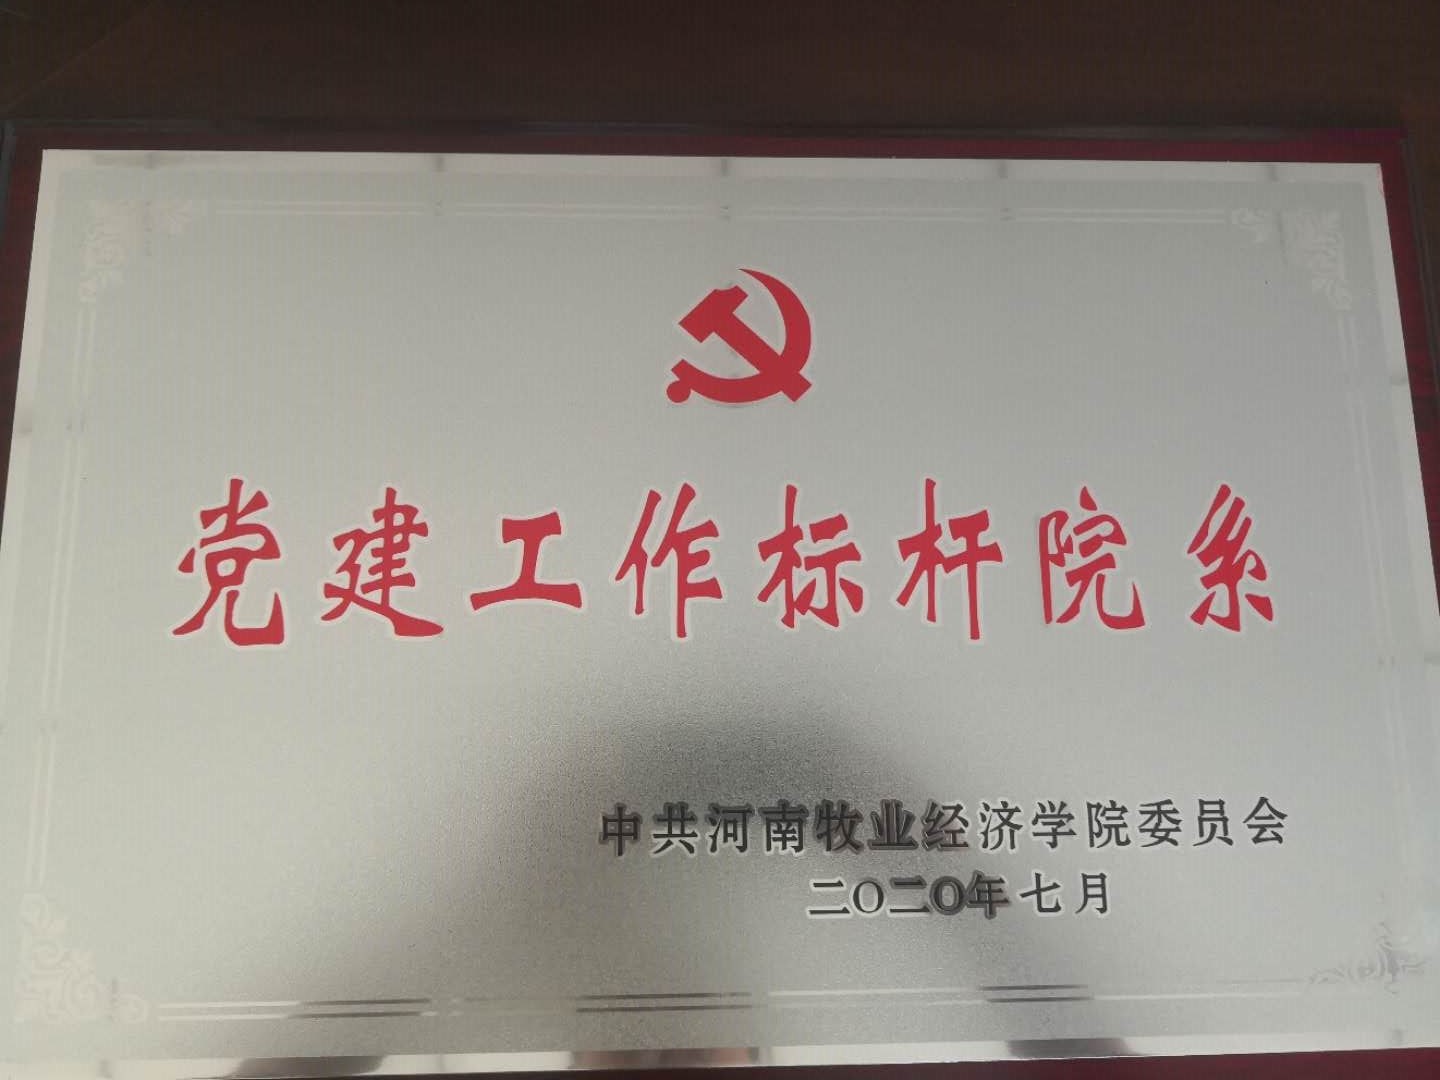 党建工作标杆院系
中共河南牧业经济学院委员会
二〇二〇年七月